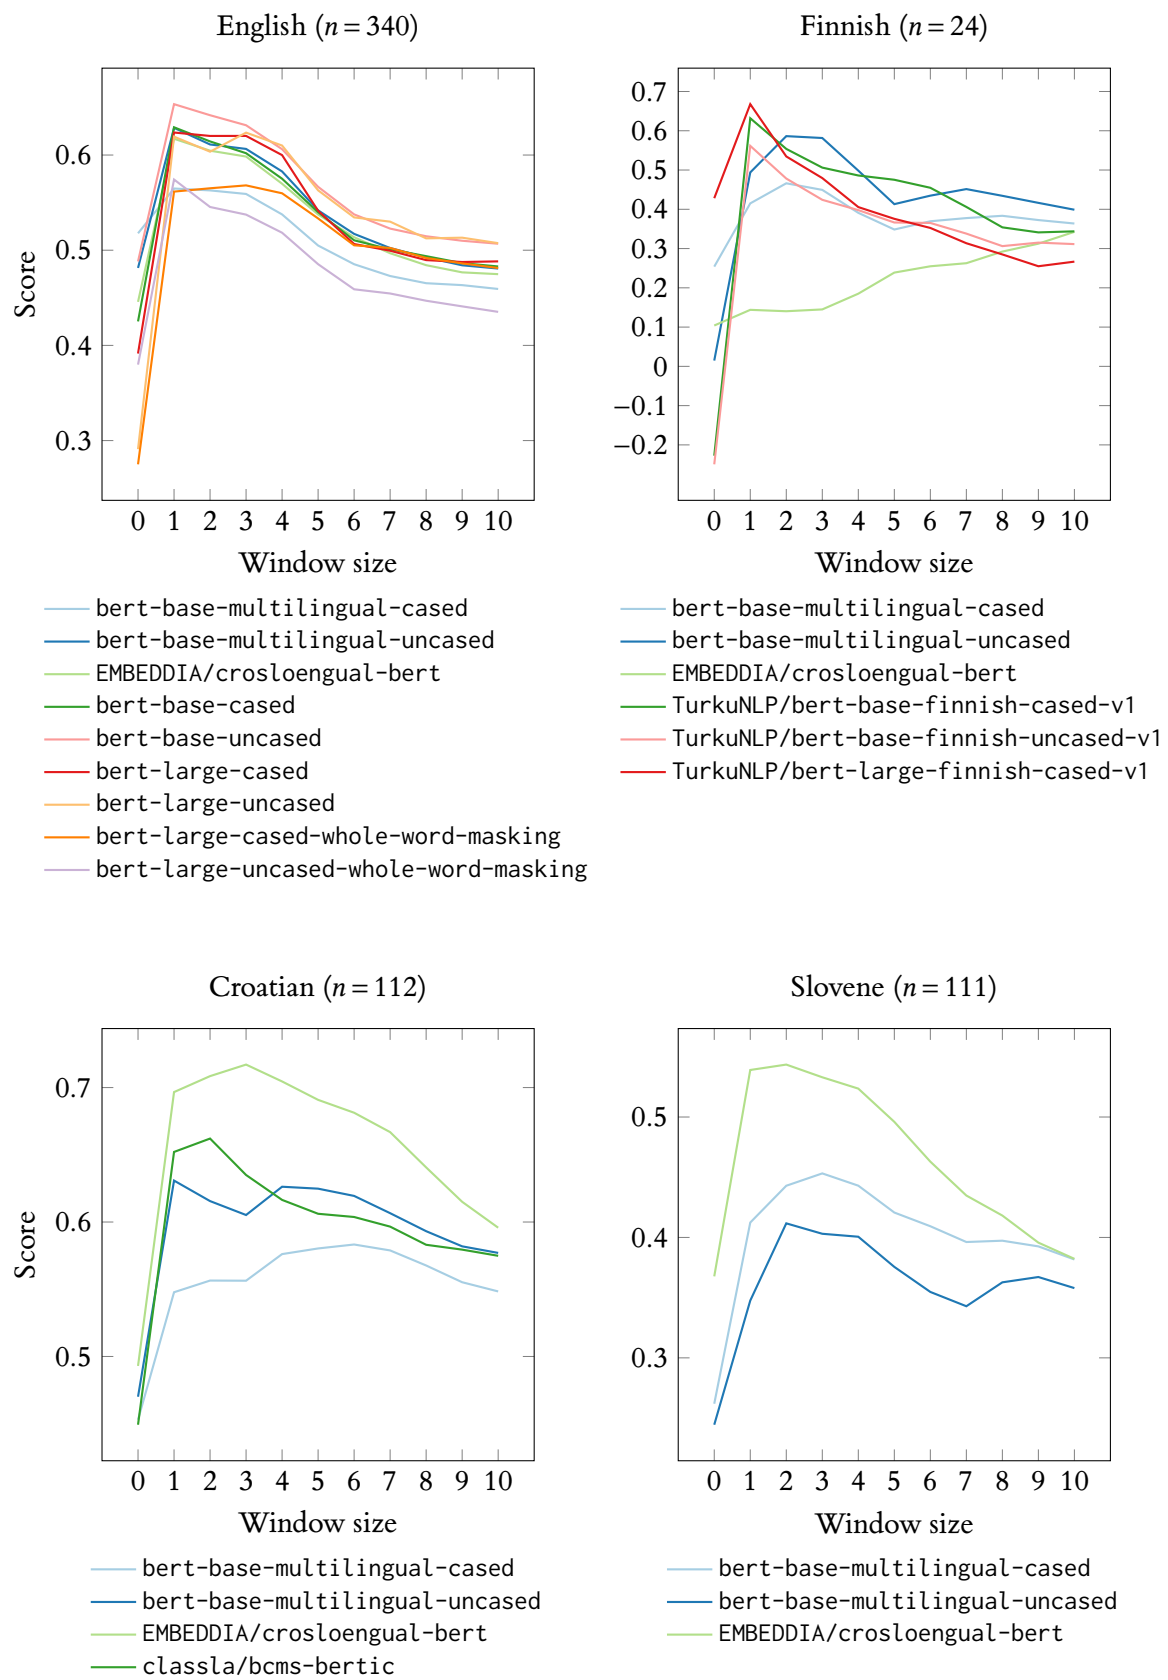 English (n = 340)
0.6
0.5
0.4
0.3
Score
0 1 2 3 4 5 6 7 8 9 10
Window size
bert-base-multilingual-cased
bert-base-multilingual-uncased
EMBEDDIA/crosloengual-bert
bert-base-cased
bert-base-uncased
bert-large-cased
bert-large-uncased
bert-large-cased-whole-word-masking
bert-large-uncased-whole-word-masking
Finnish (n = 24)
0.7
0.6
0.5
0.4
0.3
0.2
0.1
0
−0.1
−0.2
0 1 2 3 4 5 6 7 8 9 10
Window size
bert-base-multilingual-cased
bert-base-multilingual-uncased
EMBEDDIA/crosloengual-bert
TurkuNLP/bert-base-finnish-cased-v1
TurkuNLP/bert-base-finnish-uncased-v1
TurkuNLP/bert-large-finnish-cased-v1
Croatian (n = 112)
0.7
0.6
0.5
Score
0 1 2 3 4 5 6 7 8 9 10
Window size
bert-base-multilingual-cased
bert-base-multilingual-uncased
EMBEDDIA/crosloengual-bert
classla/bcms-bertic
Slovene (n = 111)
0.5
0.4
0.3
0 1 2 3 4 5 6 7 8 9 10
Window size
bert-base-multilingual-cased
bert-base-multilingual-uncased
EMBEDDIA/crosloengual-bert